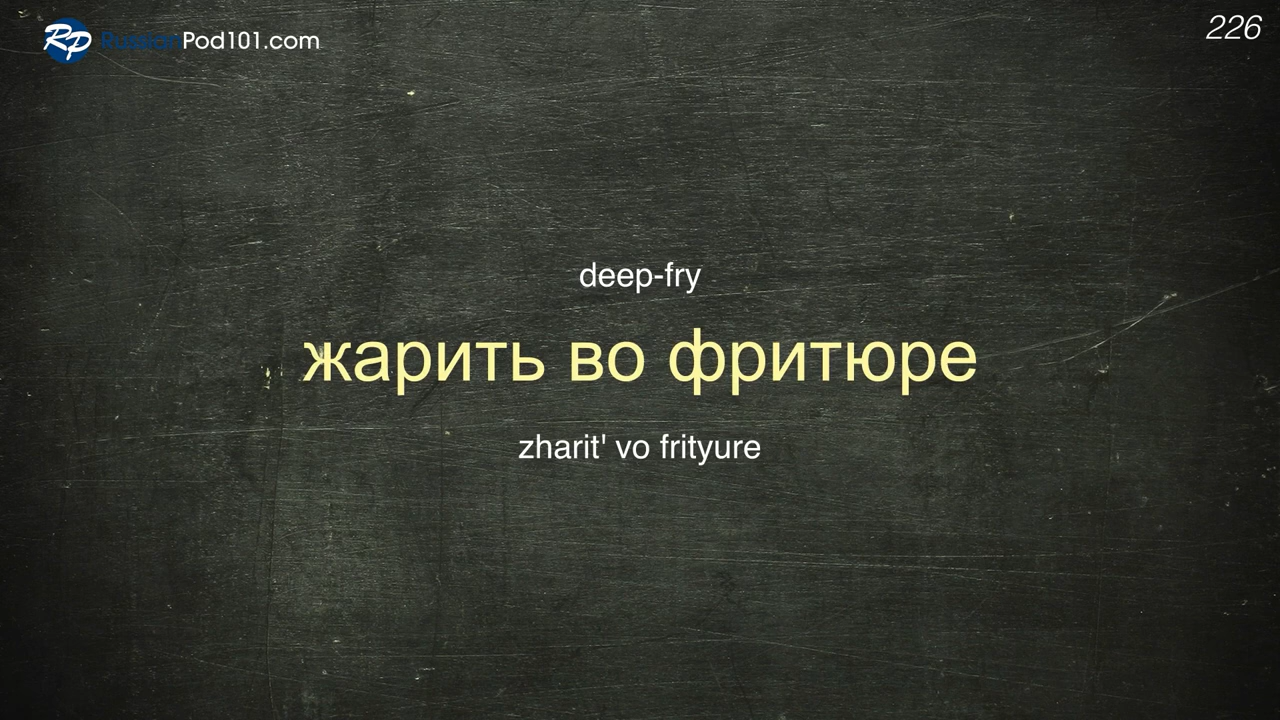 RussianPod101.com
226
deep-fry
жарить во фритюре
zharit' vo frityure